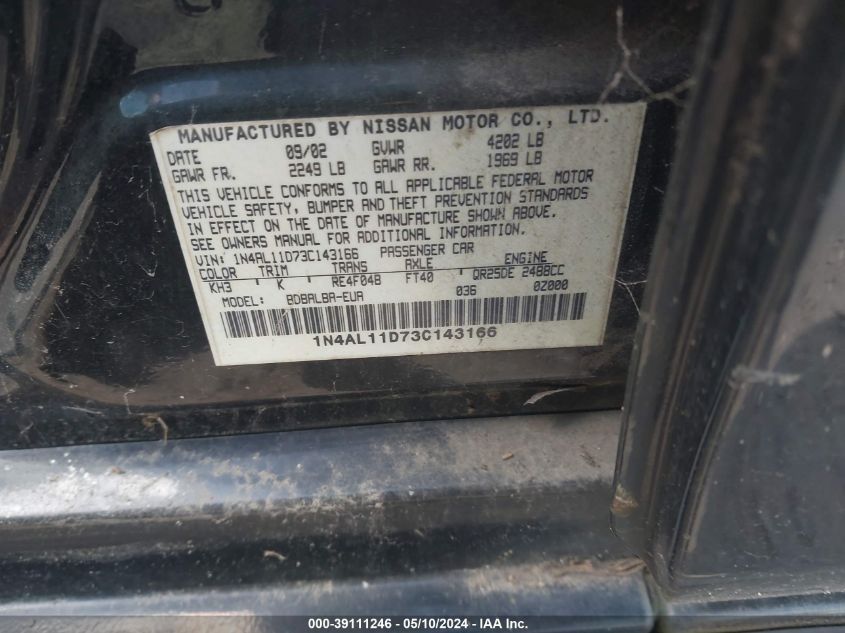 MANUFACTURED BY NISSAN MOTOR CO., LTD.
DATE 09/02 GVWR 4202 LB
GAWR FR. 2249 LB GAWR RR. 1969 LB
THIS VEHICLE CONFORMS TO ALL APPLICABLE FEDERAL MOTOR
VEHICLE SAFETY, BUMPER AND THEFT PREVENTION STANDARDS
IN EFFECT ON THE DATE OF MANUFACTURE SHOWN ABOVE.
SEE OWNERS MANUAL FOR ADDITIONAL INFORMATION.
VIN: 1N4AL11D73C143166 PASSENGER CAR
COLOR TRIM TRANS AXLE ENGINE
KH3 K RE4F04B FT40 QR25DE 2488CC
MODEL: BDBALBA-EUA 036 0Z000
1N4AL11D73C143166
000-39111246 - 05/10/2024 - IAA Inc.